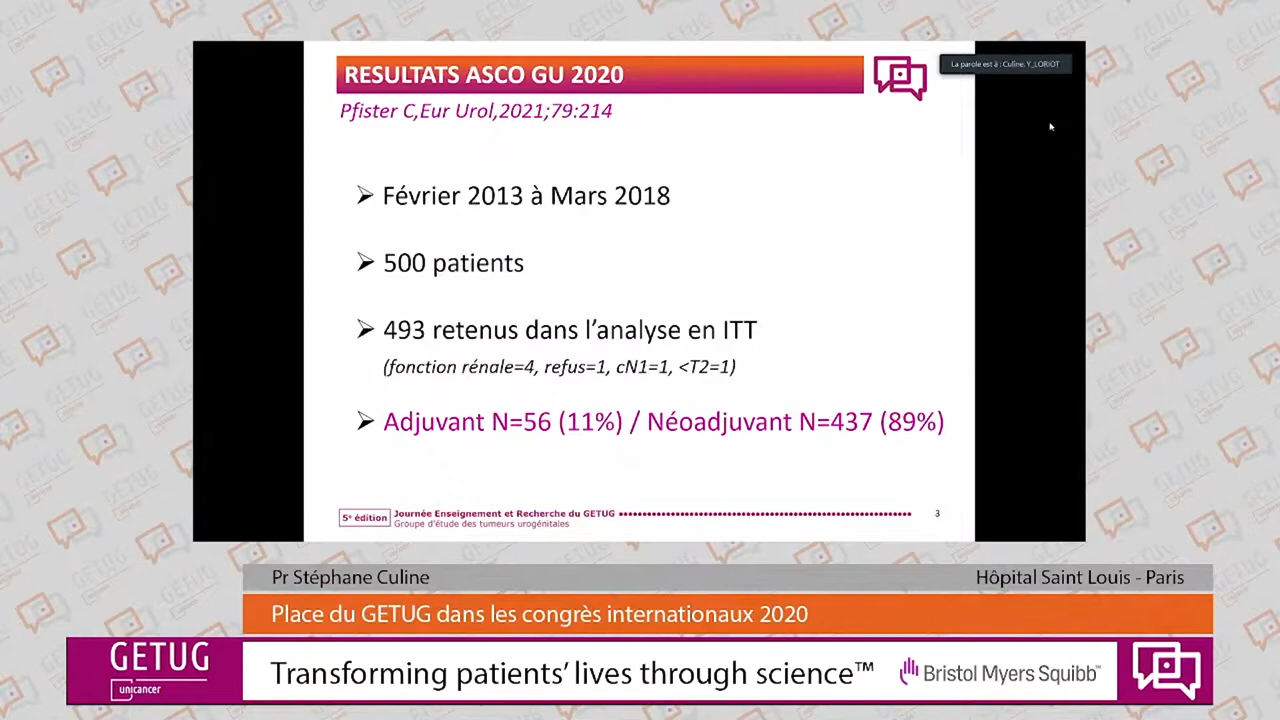 RESULTATS ASCO GU 2020
La parole est à : Culine, Y_LORIOT
Pfister C,Eur Urol,2021;79:214
➢ Février 2013 à Mars 2018
➢ 500 patients
➢ 493 retenus dans l’analyse en ITT
(fonction rénale=4, refus=1, cN1=1, <T2=1)
➢ Adjuvant N=56 (11%) / Néoadjuvant N=437 (89%)
5e édition
Journée Enseignement et Recherche du GETUG
Groupe d'étude des tumeurs urogénitales
3
Pr Stéphane Culine
Hôpital Saint Louis - Paris
Place du GETUG dans les congrès internationaux 2020
GETUG
unicancer
Transforming patients’ lives through science™
Bristol Myers Squibb™